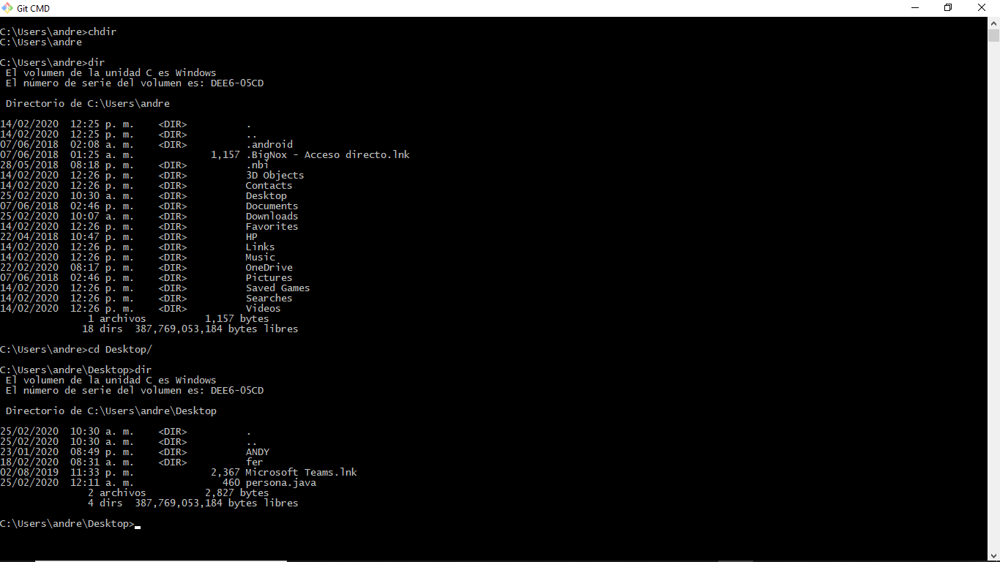 Git CMD
C:\Users\andre>chdir
C:\Users\andre
C:\Users\andre>dir
 El volumen de la unidad C es Windows
 El número de serie del volumen es: DEE6-05CD
 Directorio de C:\Users\andre
14/02/2020  12:25 p. m.    <DIR>          .
14/02/2020  12:25 p. m.    <DIR>          ..
07/06/2018  02:08 a. m.    <DIR>          .android
07/06/2018  01:25 a. m.             1,157 .BigNox - Acceso directo.lnk
28/05/2018  08:18 p. m.    <DIR>          .nbi
14/02/2020  12:26 p. m.    <DIR>          3D Objects
14/02/2020  12:26 p. m.    <DIR>          Contacts
25/02/2020  10:30 a. m.    <DIR>          Desktop
07/06/2018  02:46 p. m.    <DIR>          Documents
25/02/2020  10:07 a. m.    <DIR>          Downloads
14/02/2020  12:26 p. m.    <DIR>          Favorites
22/04/2018  10:47 p. m.    <DIR>          HP
14/02/2020  12:26 p. m.    <DIR>          Links
14/02/2020  12:26 p. m.    <DIR>          Music
22/02/2020  08:17 p. m.    <DIR>          OneDrive
07/06/2018  02:46 p. m.    <DIR>          Pictures
14/02/2020  12:26 p. m.    <DIR>          Saved Games
14/02/2020  12:26 p. m.    <DIR>          Searches
14/02/2020  12:26 p. m.    <DIR>          Videos
               1 archivos          1,157 bytes
              18 dirs  387,769,053,184 bytes libres
C:\Users\andre>cd Desktop/
C:\Users\andre\Desktop>dir
 El volumen de la unidad C es Windows
 El número de serie del volumen es: DEE6-05CD
 Directorio de C:\Users\andre\Desktop
25/02/2020  10:30 a. m.    <DIR>          .
25/02/2020  10:30 a. m.    <DIR>          ..
23/01/2020  08:49 p. m.    <DIR>          ANDY
18/02/2020  08:31 a. m.    <DIR>          fer
02/08/2019  11:33 p. m.             2,367 Microsoft Teams.lnk
25/02/2020  12:11 a. m.               460 persona.java
               2 archivos          2,827 bytes
               4 dirs  387,769,053,184 bytes libres
C:\Users\andre\Desktop>